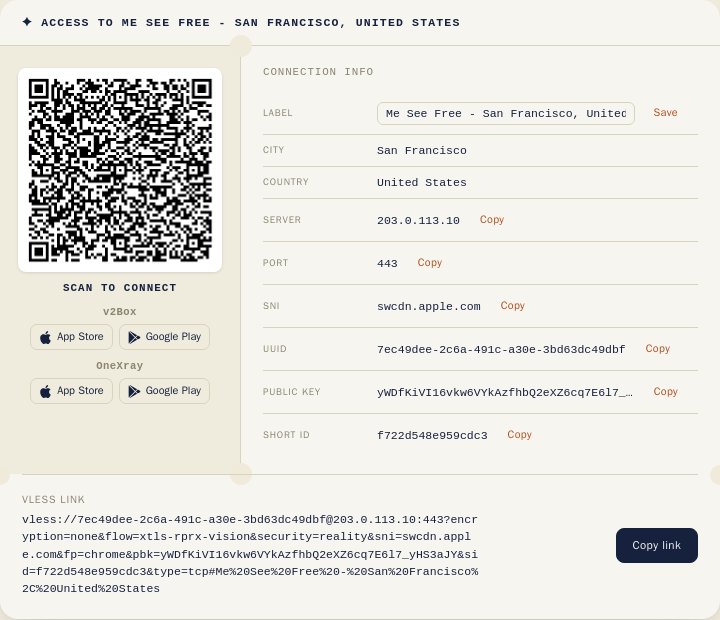 ✦ ACCESS TO ME SEE FREE - SAN FRANCISCO, UNITED STATES
SCAN TO CONNECT
v2Box
App Store
Google Play
OneXray
App Store
Google Play
CONNECTION INFO
LABEL Me See Free - San Francisco, United Save
CITY San Francisco
COUNTRY United States
SERVER 203.0.113.10 Copy
PORT 443 Copy
SNI swcdn.apple.com Copy
UUID 7ec49dee-2c6a-491c-a30e-3bd63dc49dbf Copy
PUBLIC KEY yWDfKiVI16vkw6VYkAzfhbQ2eXZ6cq7E6l7_… Copy
SHORT ID f722d548e959cdc3 Copy
VLESS LINK
vless://7ec49dee-2c6a-491c-a30e-3bd63dc49dbf@203.0.113.10:443?encr
yption=none&flow=xtls-rprx-vision&security=reality&sni=swcdn.appl
e.com&fp=chrome&pbk=yWDfKiVI16vkw6VYkAzfhbQ2eXZ6cq7E6l7_yHS3aJY&si
d=f722d548e959cdc3&type=tcp#Me%20See%20Free%20-%20San%20Francisco%
2C%20United%20States
Copy link